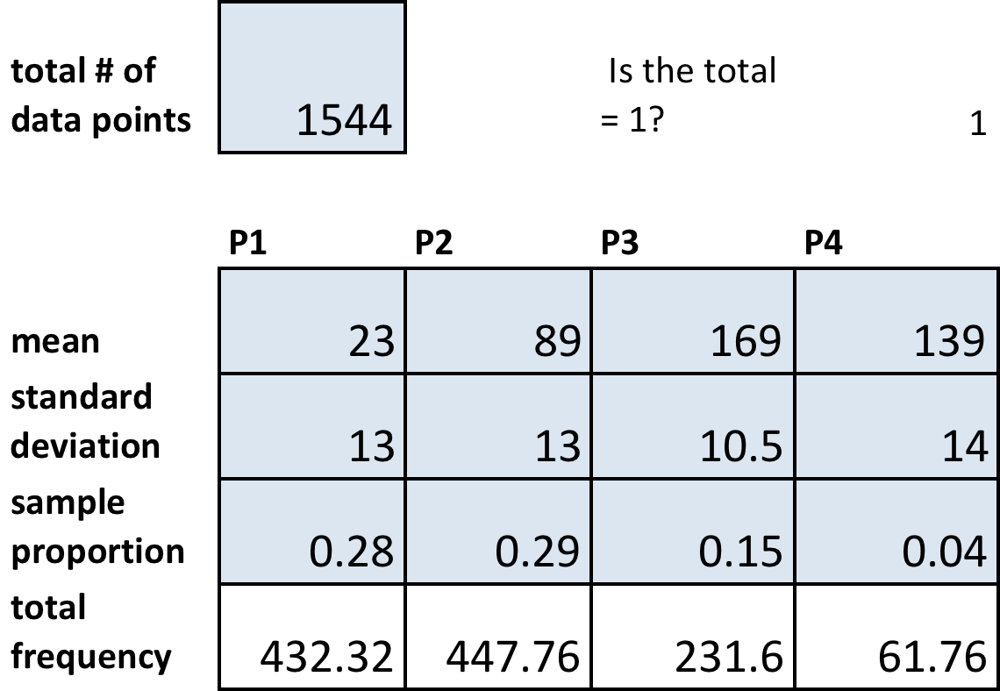 total # of
data points
1544
Is the total
= 1?
1
P1 P2 P3 P4
mean 23 89 169 139
standard
deviation 13 13 10.5 14
sample
proportion 0.28 0.29 0.15 0.04
total
frequency 432.32 447.76 231.6 61.76